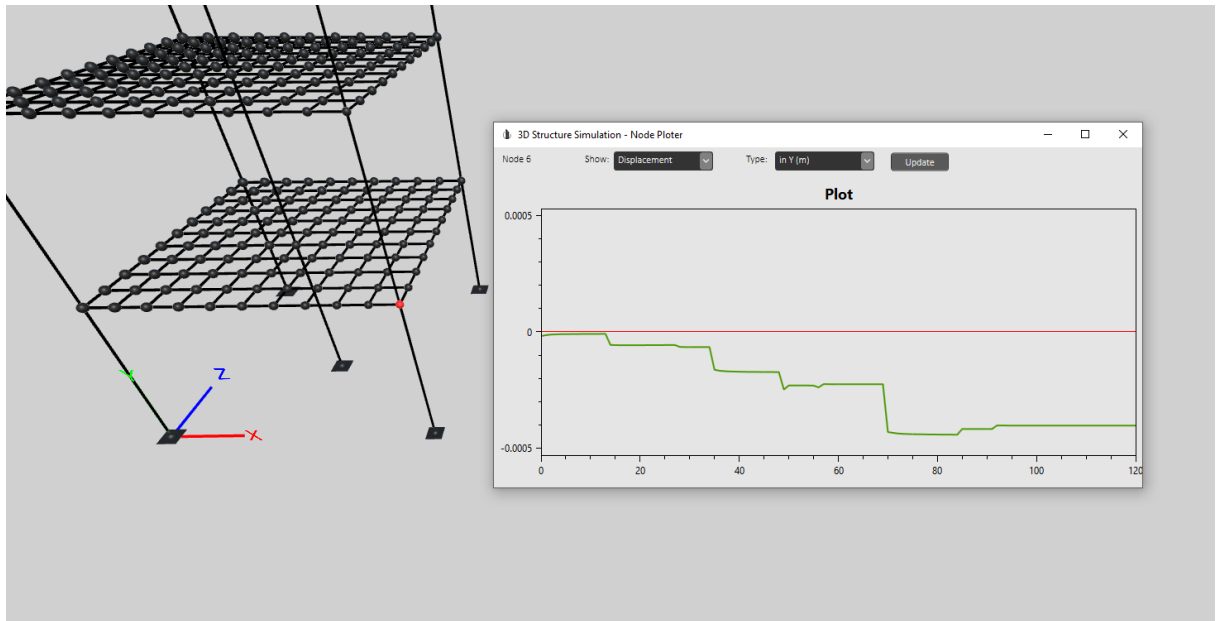 3D Structure Simulation - Node Ploter
Node 6 Show: Displacement Type: in Y (m) Update
Plot
0.0005
0
-0.0005
0 20 40 60 80 100 120
Y
Z
X